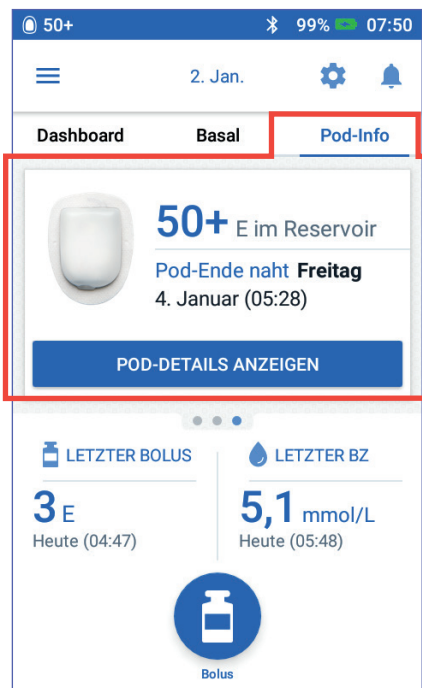 50+ 99% 07:50
2. Jan.
Dashboard Basal Pod-Info
50+ E im Reservoir
Pod-Ende naht Freitag
4. Januar (05:28)
POD-DETAILS ANZEIGEN
LETZTER BOLUS LETZTER BZ
3 E 5,1 mmol/L
Heute (04:47) Heute (05:48)
Bolus